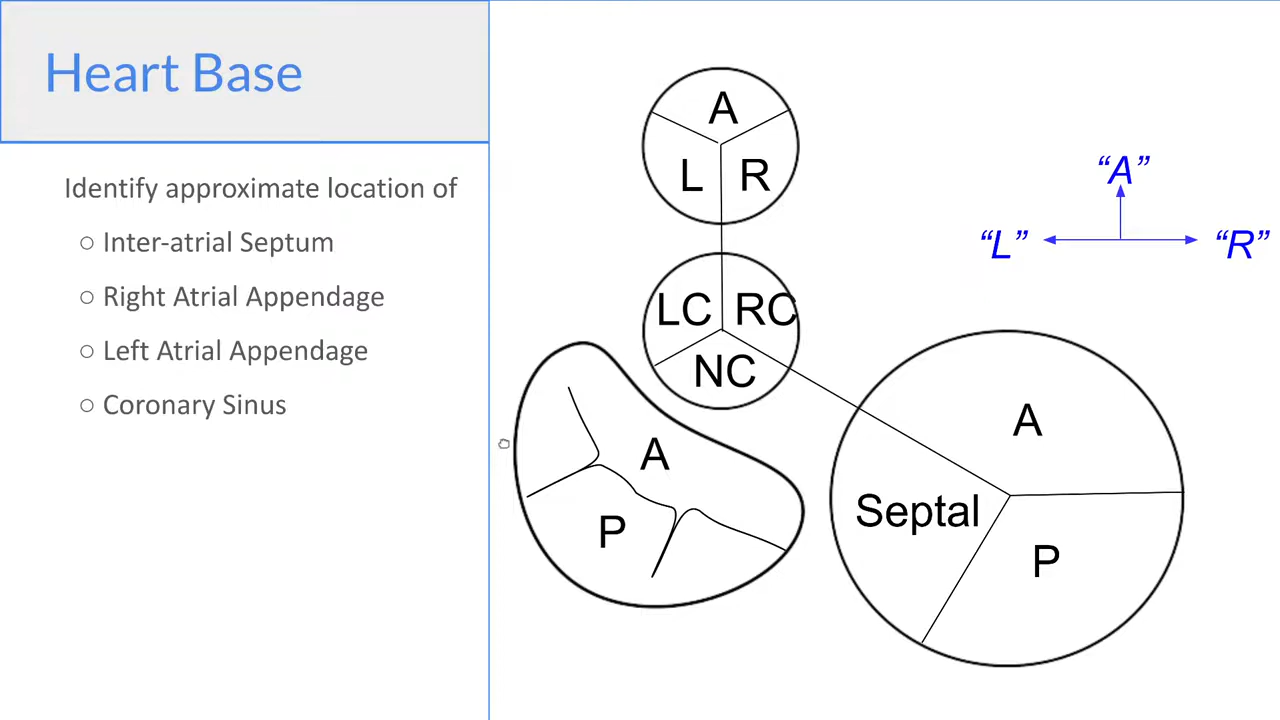 Heart Base
Identify approximate location of
○ Inter-atrial Septum
○ Right Atrial Appendage
○ Left Atrial Appendage
○ Coronary Sinus
A
L R
LC RC
NC
A
P
A
Septal
P
“A”
“L” “R”